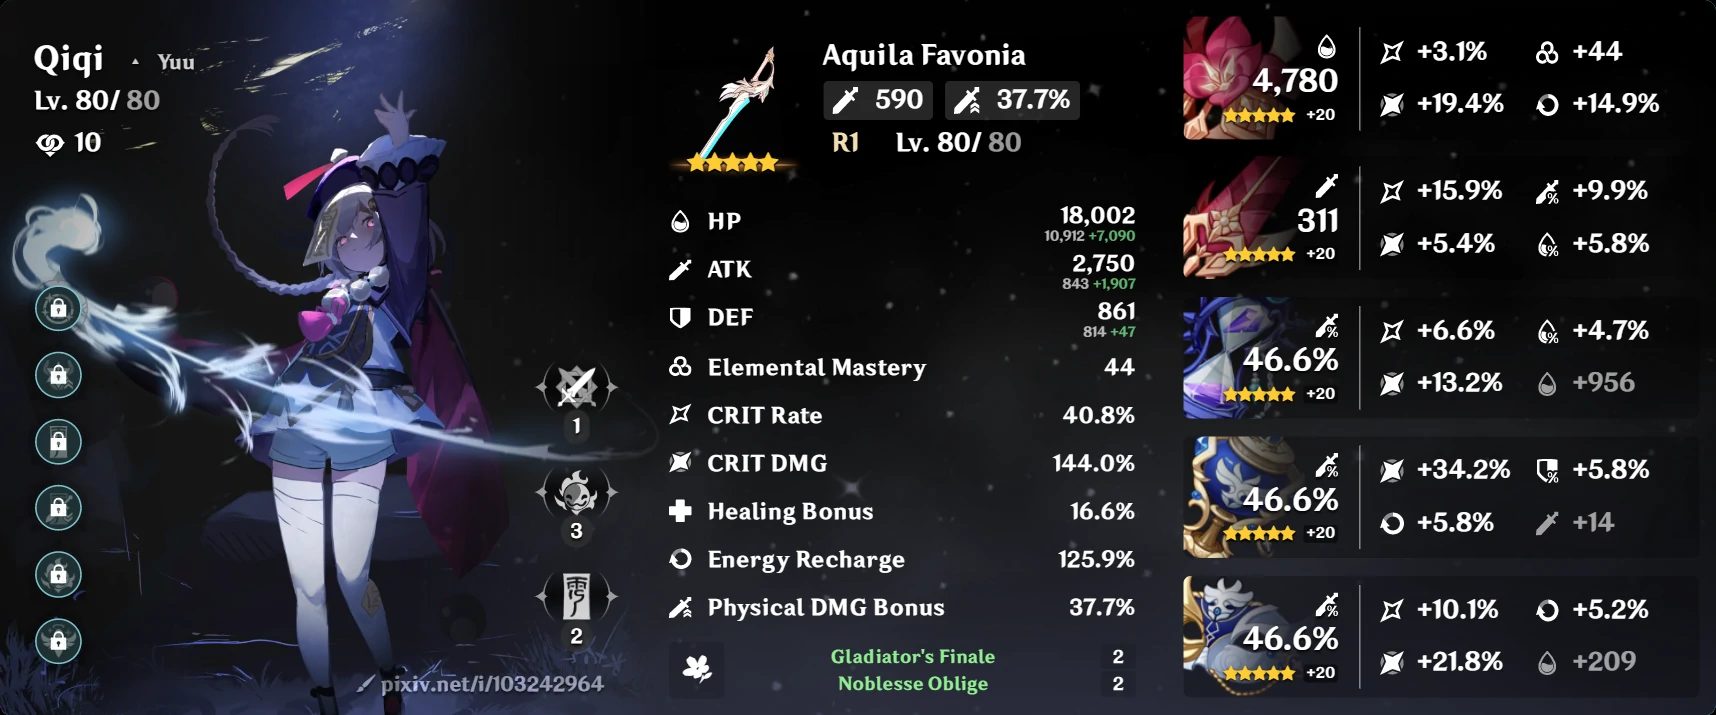 Qiqi · Yuu
Lv. 80/ 80
10
1
3
2
零
pixiv.net/i/103242964
Aquila Favonia
590 37.7%
R1 Lv. 80/ 80
HP 18,002
10,912 +7,090
ATK 2,750
843 +1,907
DEF 861
814 +47
Elemental Mastery 44
CRIT Rate 40.8%
CRIT DMG 144.0%
Healing Bonus 16.6%
Energy Recharge 125.9%
Physical DMG Bonus 37.7%
Gladiator's Finale 2
Noblesse Oblige 2
4,780
+20
+3.1% +44
+19.4% +14.9%
311
+20
+15.9% +9.9%
+5.4% +5.8%
46.6%
+20
+6.6% +4.7%
+13.2% +956
46.6%
+20
+34.2% +5.8%
+5.8% +14
46.6%
+20
+10.1% +5.2%
+21.8% +209